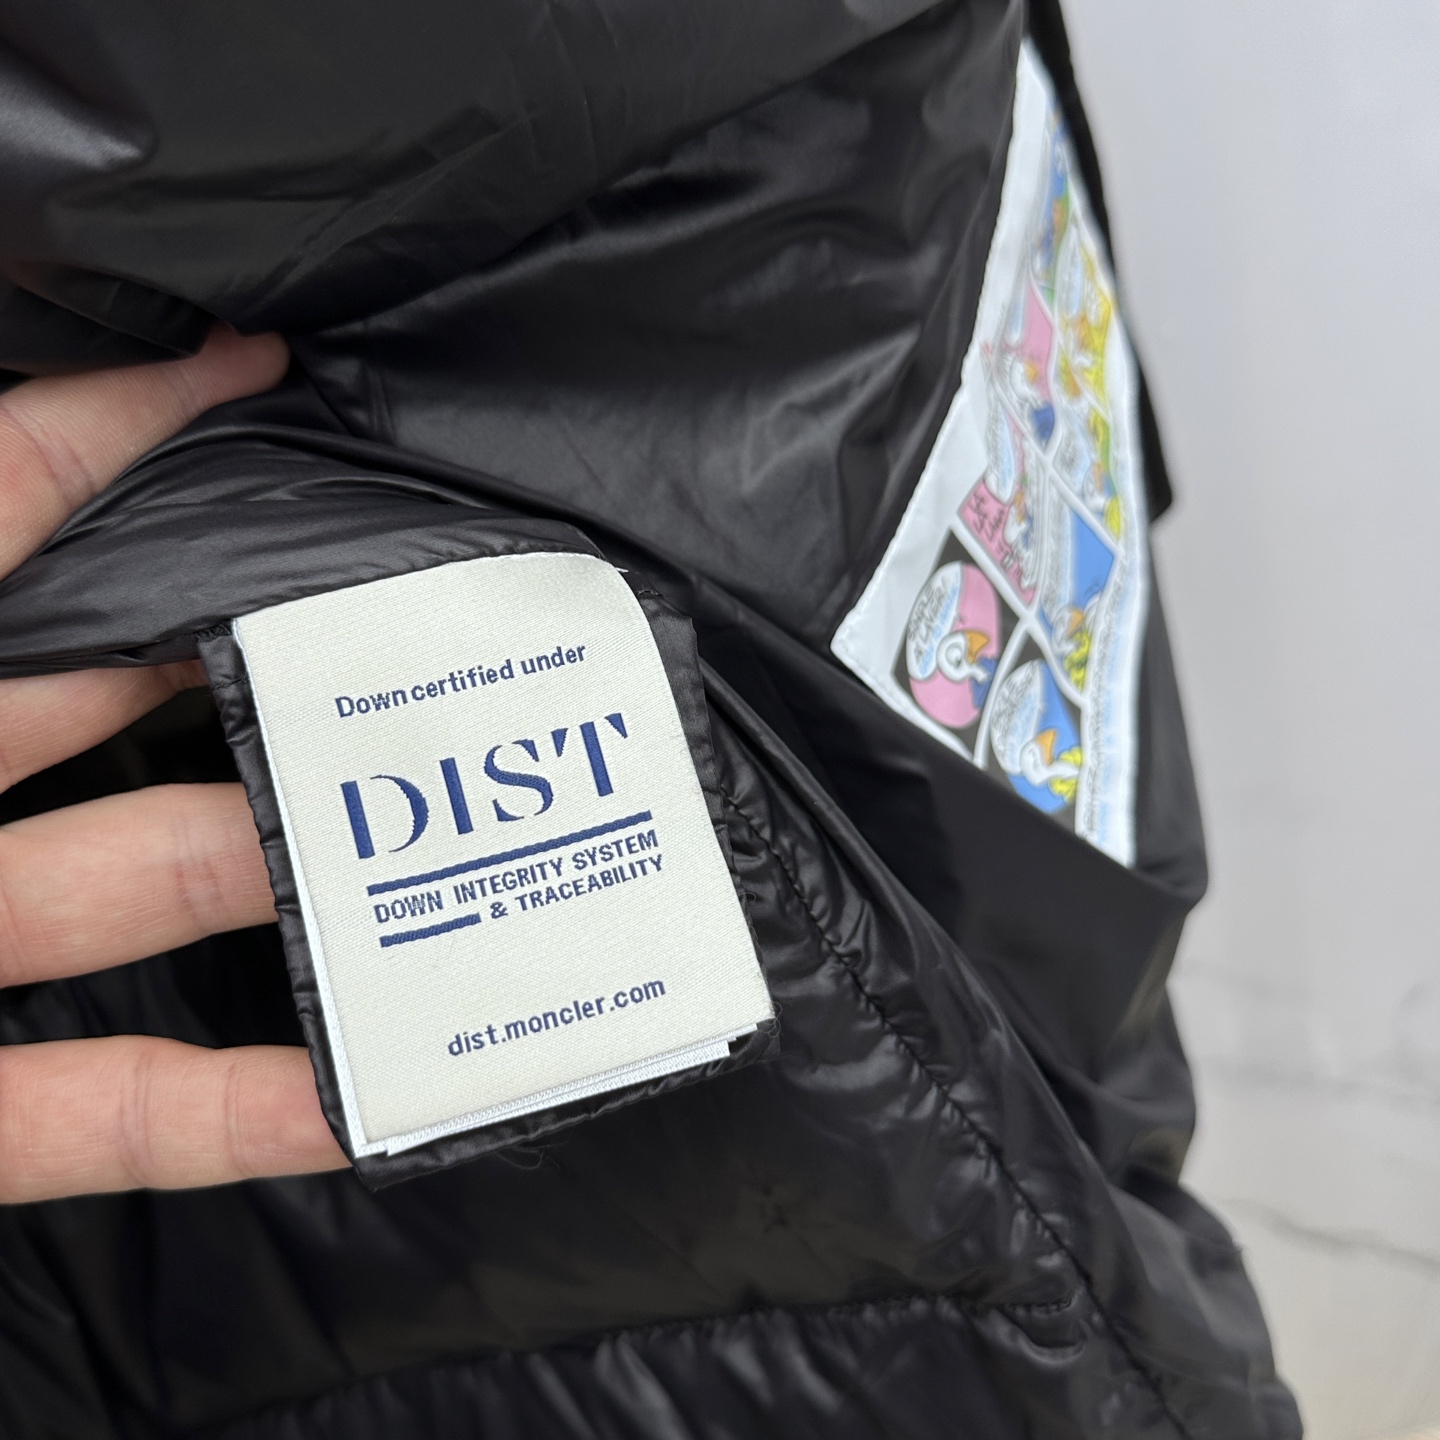 Down certified under
DIST
DOWN INTEGRITY SYSTEM
& TRACEABILITY
dist.moncler.com